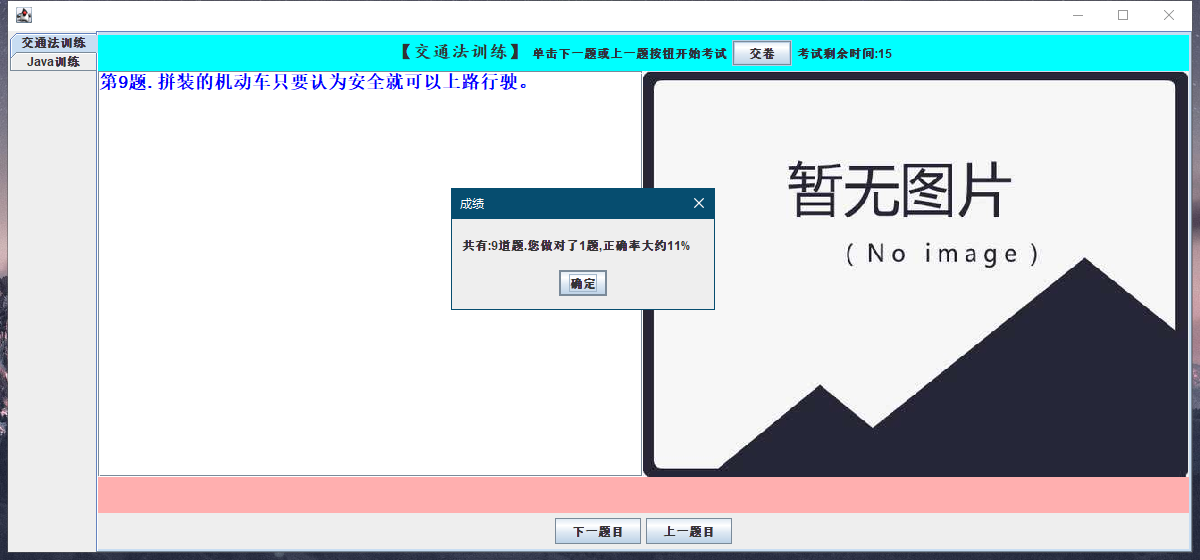 交通法训练
Java训练
【交通法训练】 单击下一题或上一题按钮开始考试 交卷 考试剩余时间:15
第9题. 拼装的机动车只要认为安全就可以上路行驶。
暂无图片
( No image )
成绩
共有:9道题.您做对了1题,正确率大约11%
确定
下一题目 上一题目